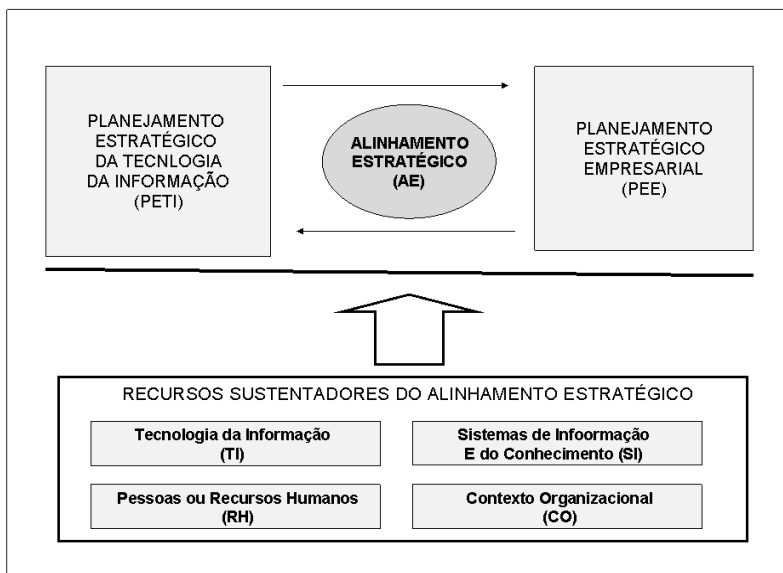 PLANEJAMENTO
ESTRATÉGICO
DA TECNLOGIA
DA INFORMAÇÃO
(PETI)
ALINHAMENTO
ESTRATÉGICO
(AE)
PLANEJAMENTO
ESTRATÉGICO
EMPRESARIAL
(PEE)
RECURSOS SUSTENTADORES DO ALINHAMENTO ESTRATÉGICO
Tecnologia da Informação
(TI)
Sistemas de Infoormação
E do Conhecimento (SI)
Pessoas ou Recursos Humanos
(RH)
Contexto Organizacional
(CO)